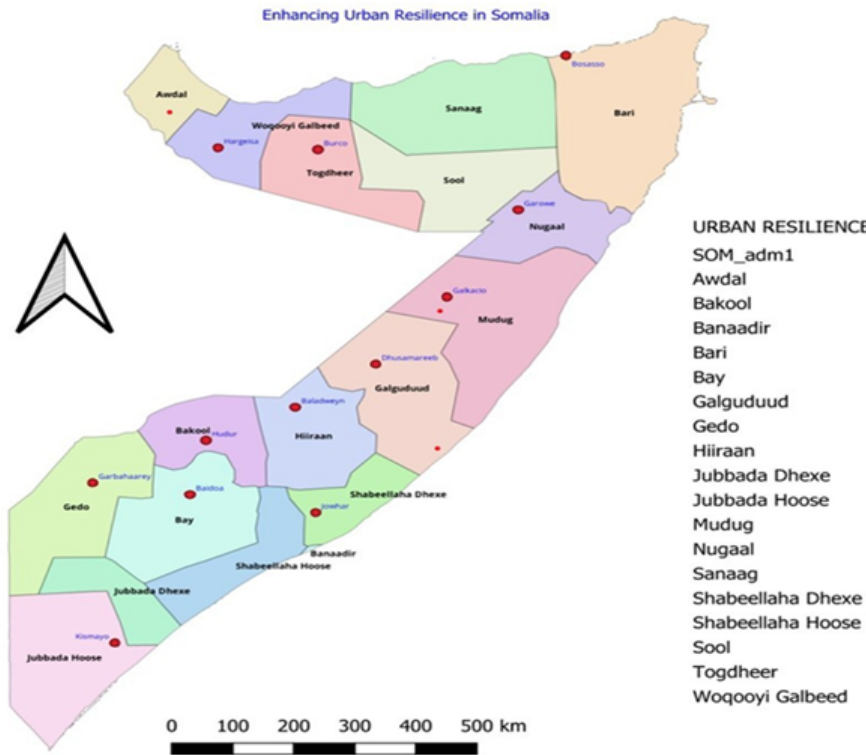 Enhancing Urban Resilience in Somalia
Bosasso
Awdal
Sanaag
Bari
Woqooyi Galbeed
Hargeisa
Burco
Togdheer
Sool
Garowe
Nugaal
URBAN RESILIENCE
SOM_adm1
Awdal
Bakool
Banaadir
Bari
Bay
Galguduud
Gedo
Hiiraan
Jubbada Dhexe
Jubbada Hoose
Mudug
Nugaal
Sanaag
Shabeellaha Dhexe
Shabeellaha Hoose
Sool
Togdheer
Woqooyi Galbeed
Galkacio
Mudug
Dhusamareeb
Galguduud
Baladweyn
Bakool
Hiiraan
Hudur
Garbahaarey
Baidoa
Shabeellaha Dhexe
Gedo
Jowhar
Bay
Banaadir
Shabeellaha Hoose
Jubbada Dhexe
Kismayo
Jubbada Hoose
0 100 200 300 400 500 km